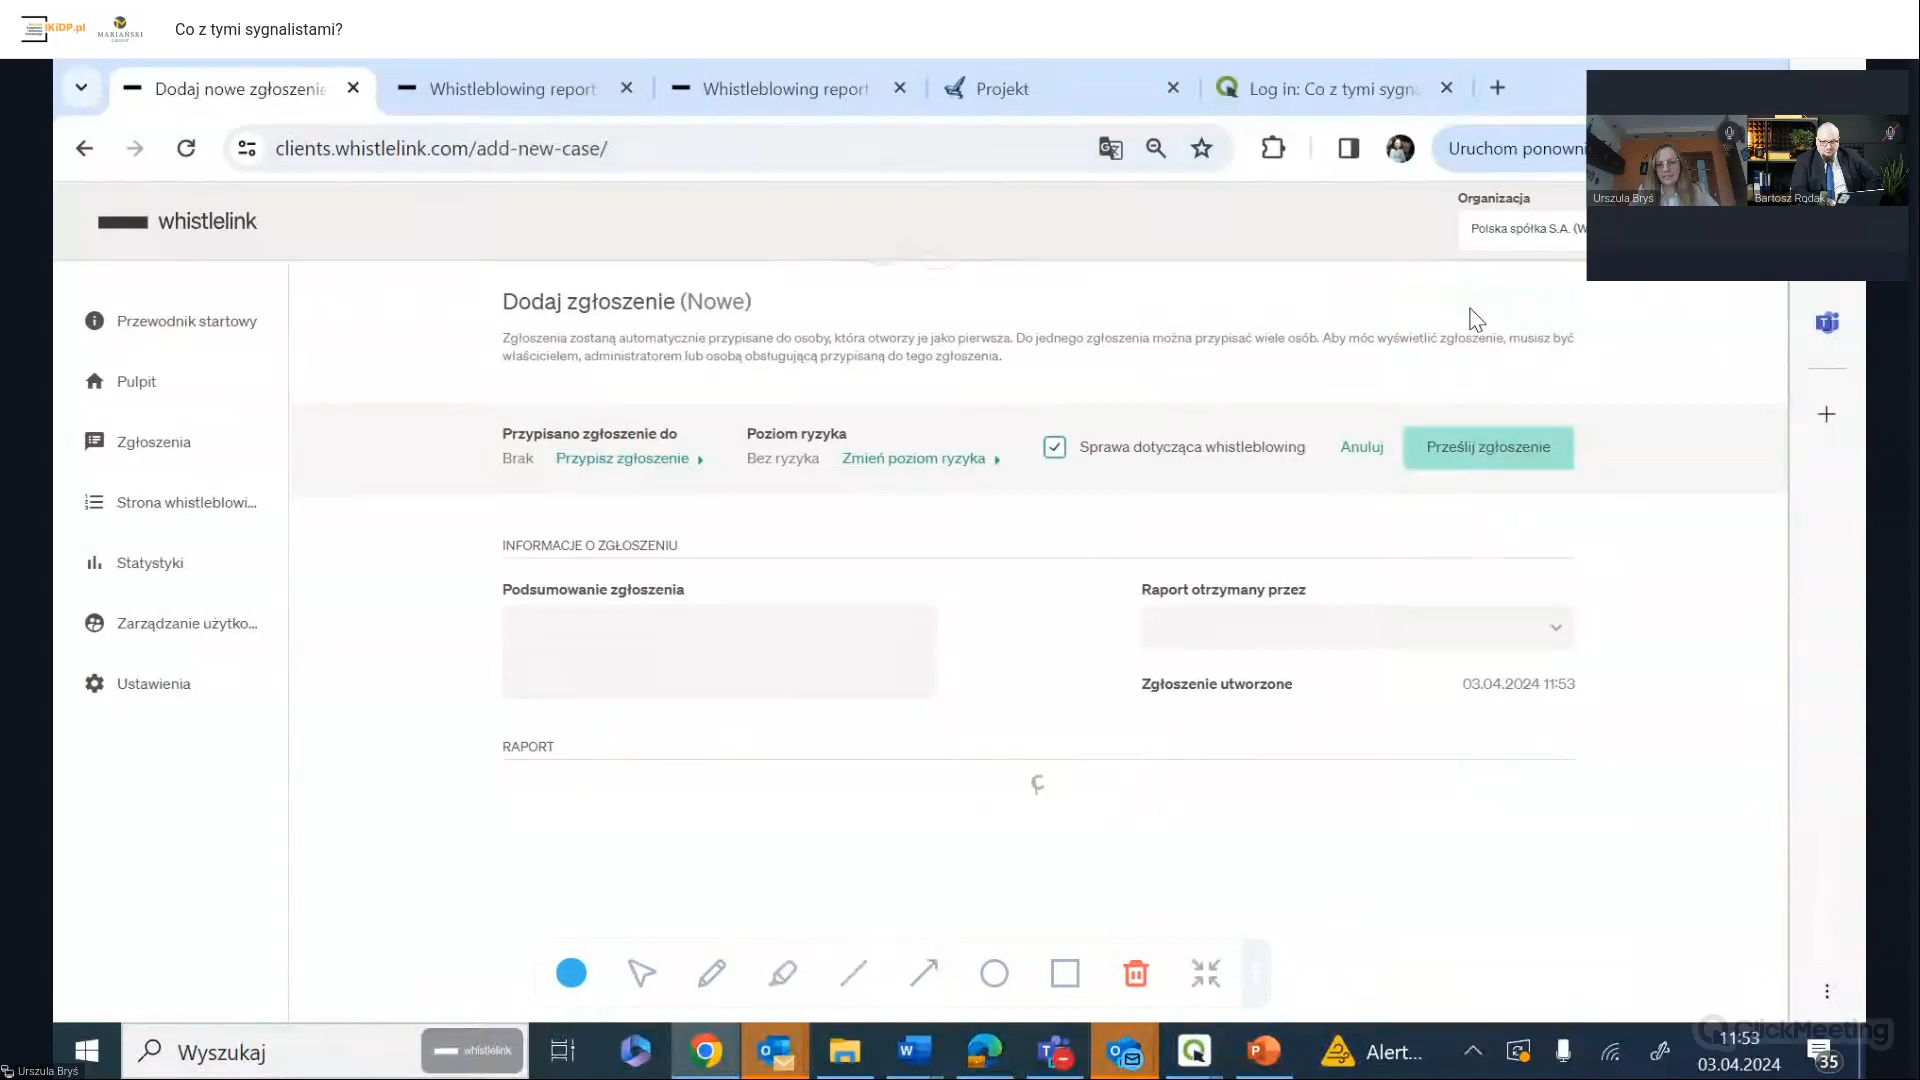 IKiDP.pl
MARIAŃSKI
GROUP
Co z tymi sygnalistami?
Dodaj nowe zgłoszenie
Whistleblowing report
Whistleblowing report
Projekt
Log in: Co z tymi sygn
clients.whistlelink.com/add-new-case/
Uruchom ponowni
Urszula Bryś
Bartosz Rodak
whistlelink
Organizacja
Polska spółka S.A. (W
Przewodnik startowy
Pulpit
Zgłoszenia
Strona whistleblowi...
Statystyki
Zarządzanie użytko...
Ustawienia
Dodaj zgłoszenie (Nowe)
Zgłoszenia zostaną automatycznie przypisane do osoby, która otworzy je jako pierwsza. Do jednego zgłoszenia można przypisać wiele osób. Aby móc wyświetlić zgłoszenie, musisz być
właścicielem, administratorem lub osobą obsługującą przypisaną do tego zgłoszenia.
Przypisano zgłoszenie do
Brak Przypisz zgłoszenie
Poziom ryzyka
Bez ryzyka Zmień poziom ryzyka
Sprawa dotycząca whistleblowing
Anuluj
Prześlij zgłoszenie
INFORMACJE O ZGŁOSZENIU
Podsumowanie zgłoszenia
Raport otrzymany przez
Zgłoszenie utworzone 03.04.2024 11:53
RAPORT
ClickMeeting
Wyszukaj
whistlelink
Alert...
11:53
03.04.2024
35
Urszula Bryś